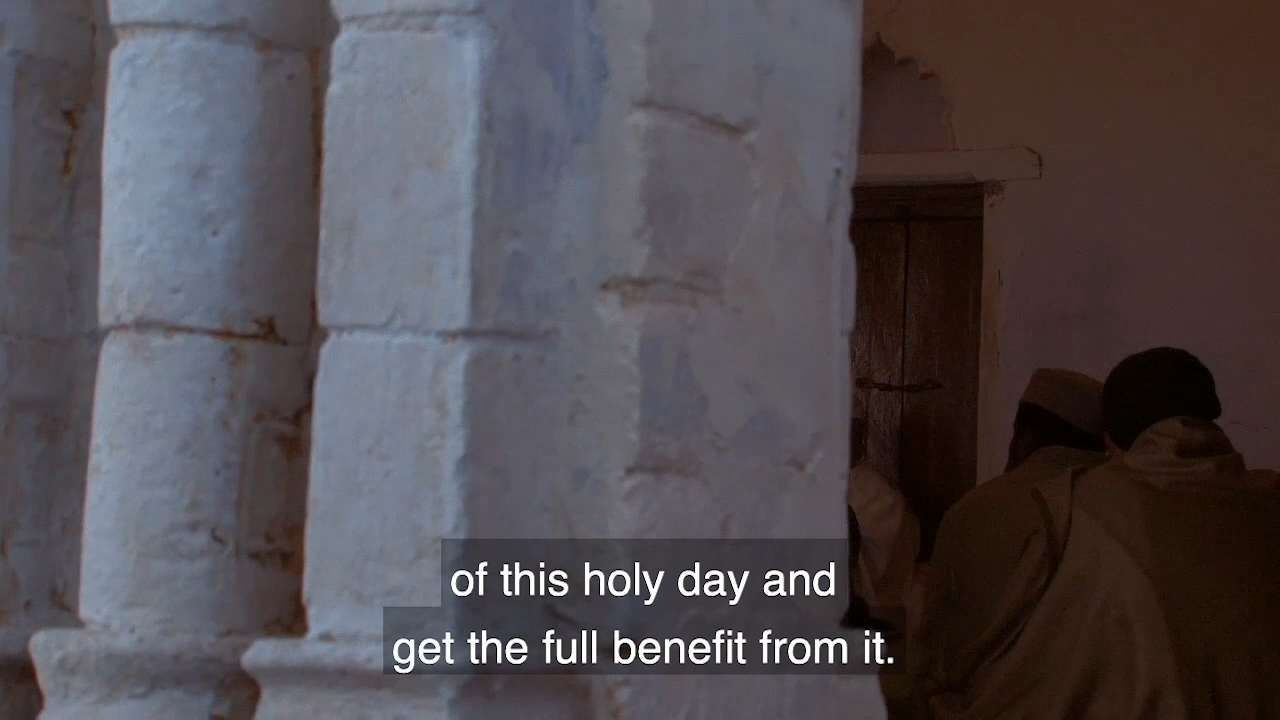 of this holy day and
get the full benefit from it.